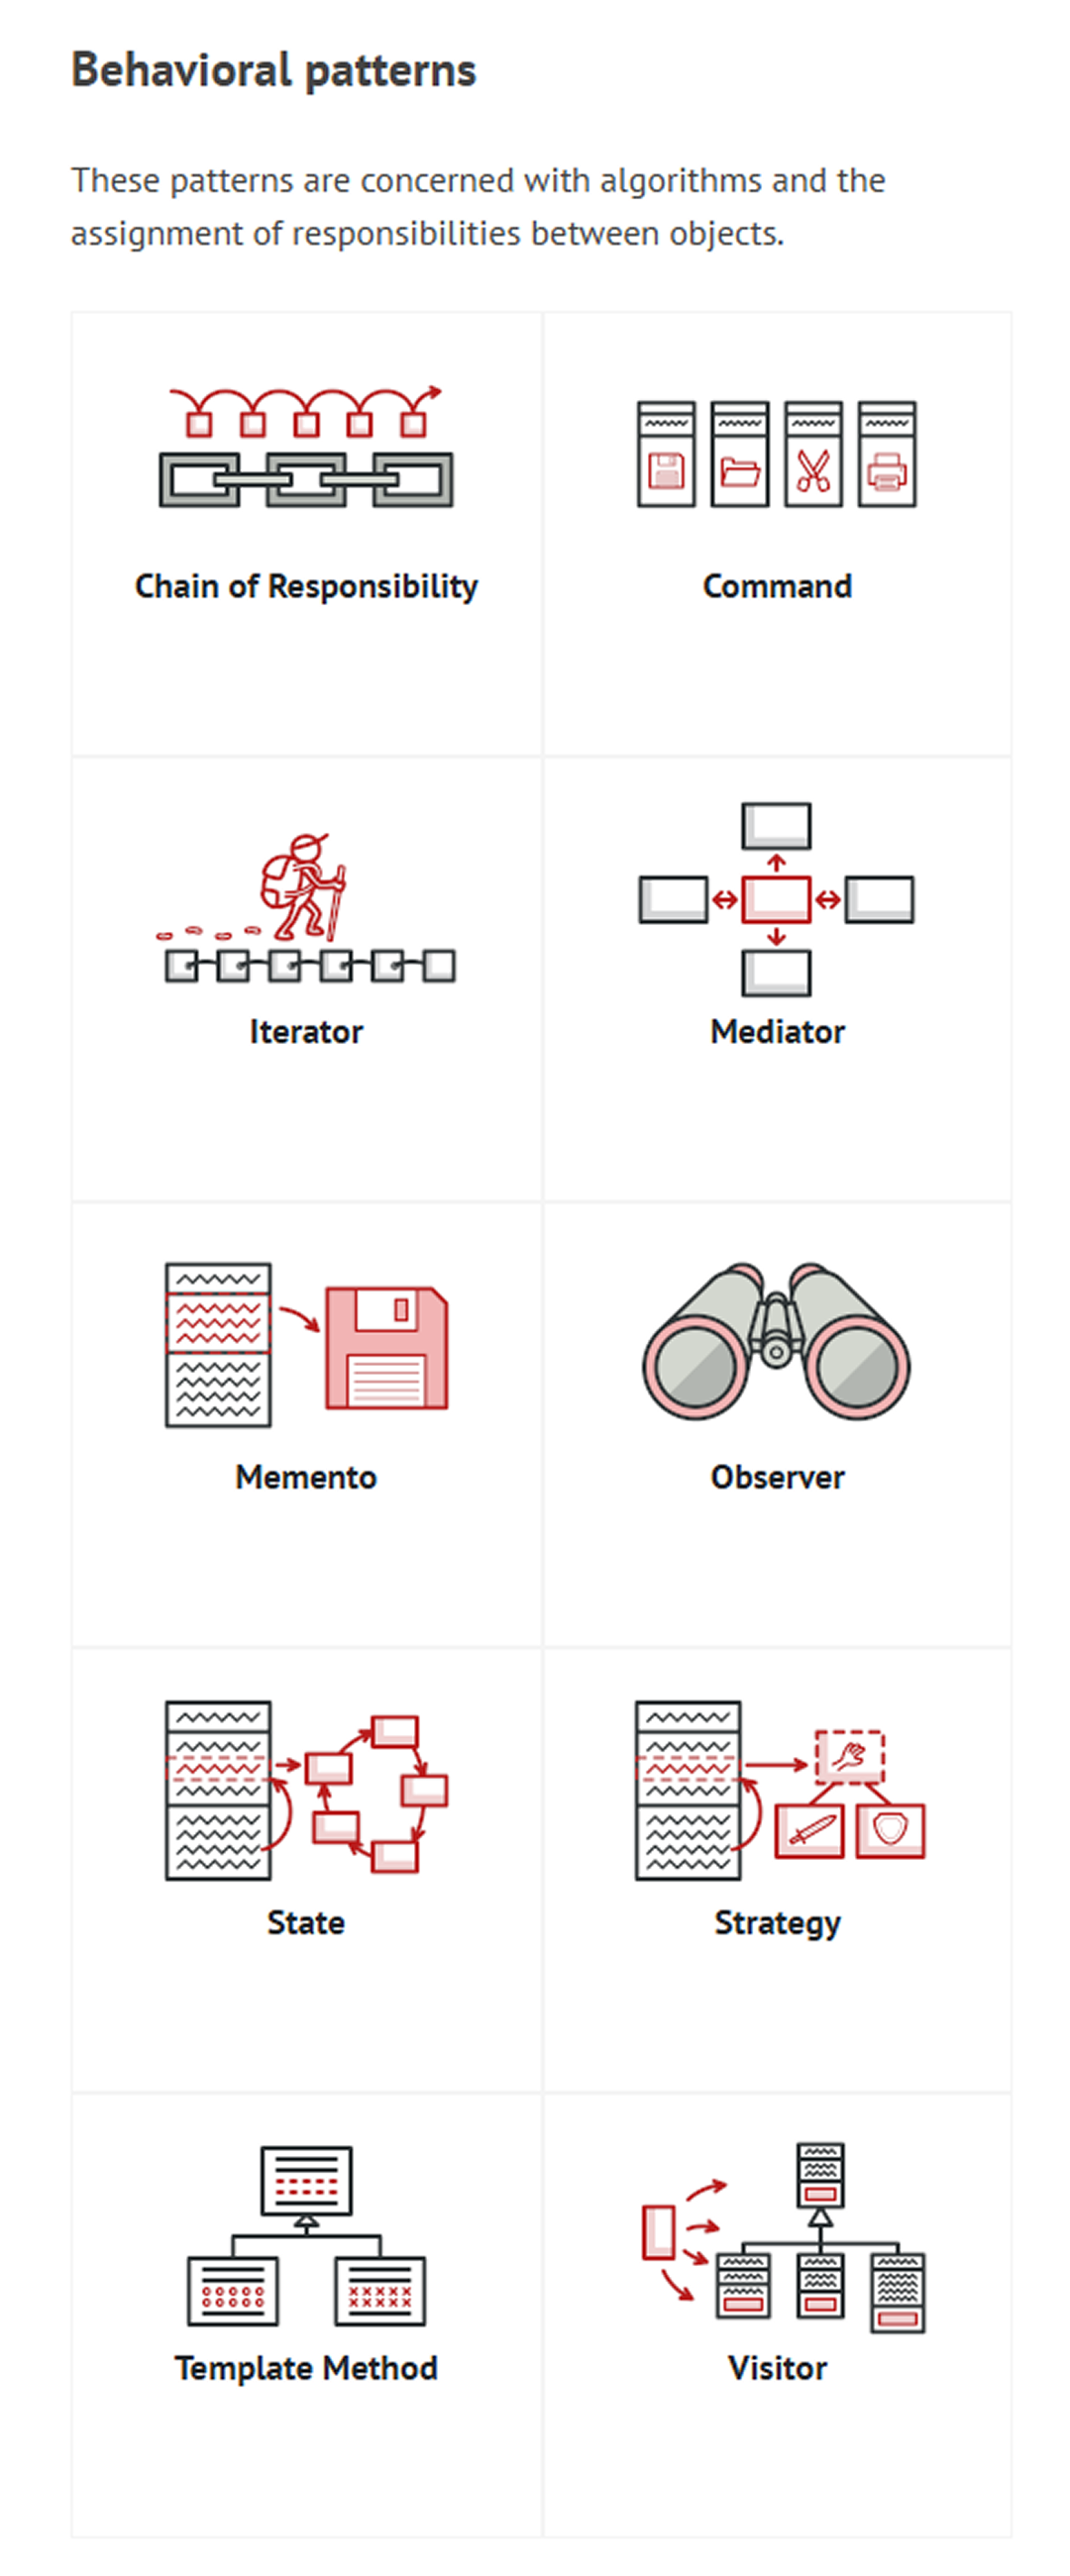 Behavioral patterns
These patterns are concerned with algorithms and the
assignment of responsibilities between objects.
Chain of Responsibility
Command
Iterator
Mediator
Memento
Observer
State
Strategy
Template Method
Visitor